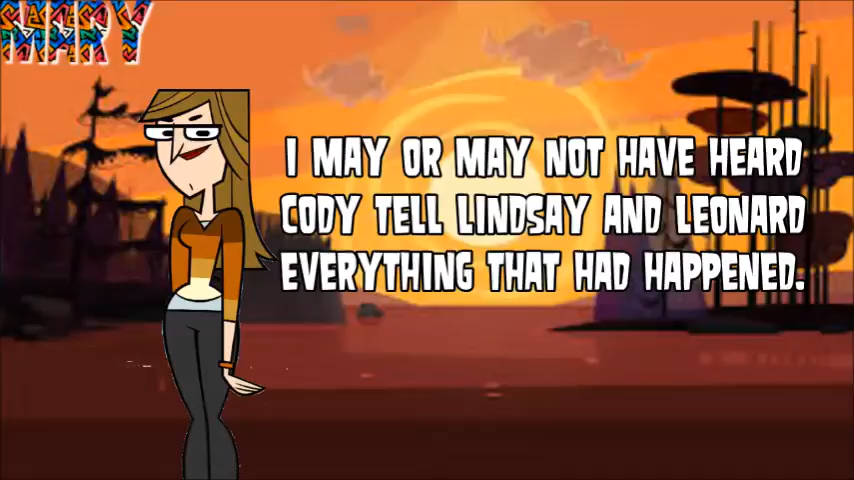 MARY
I MAY OR MAY NOT HAVE HEARD
CODY TELL LINDSAY AND LEONARD
EVERYTHING THAT HAD HAPPENED.